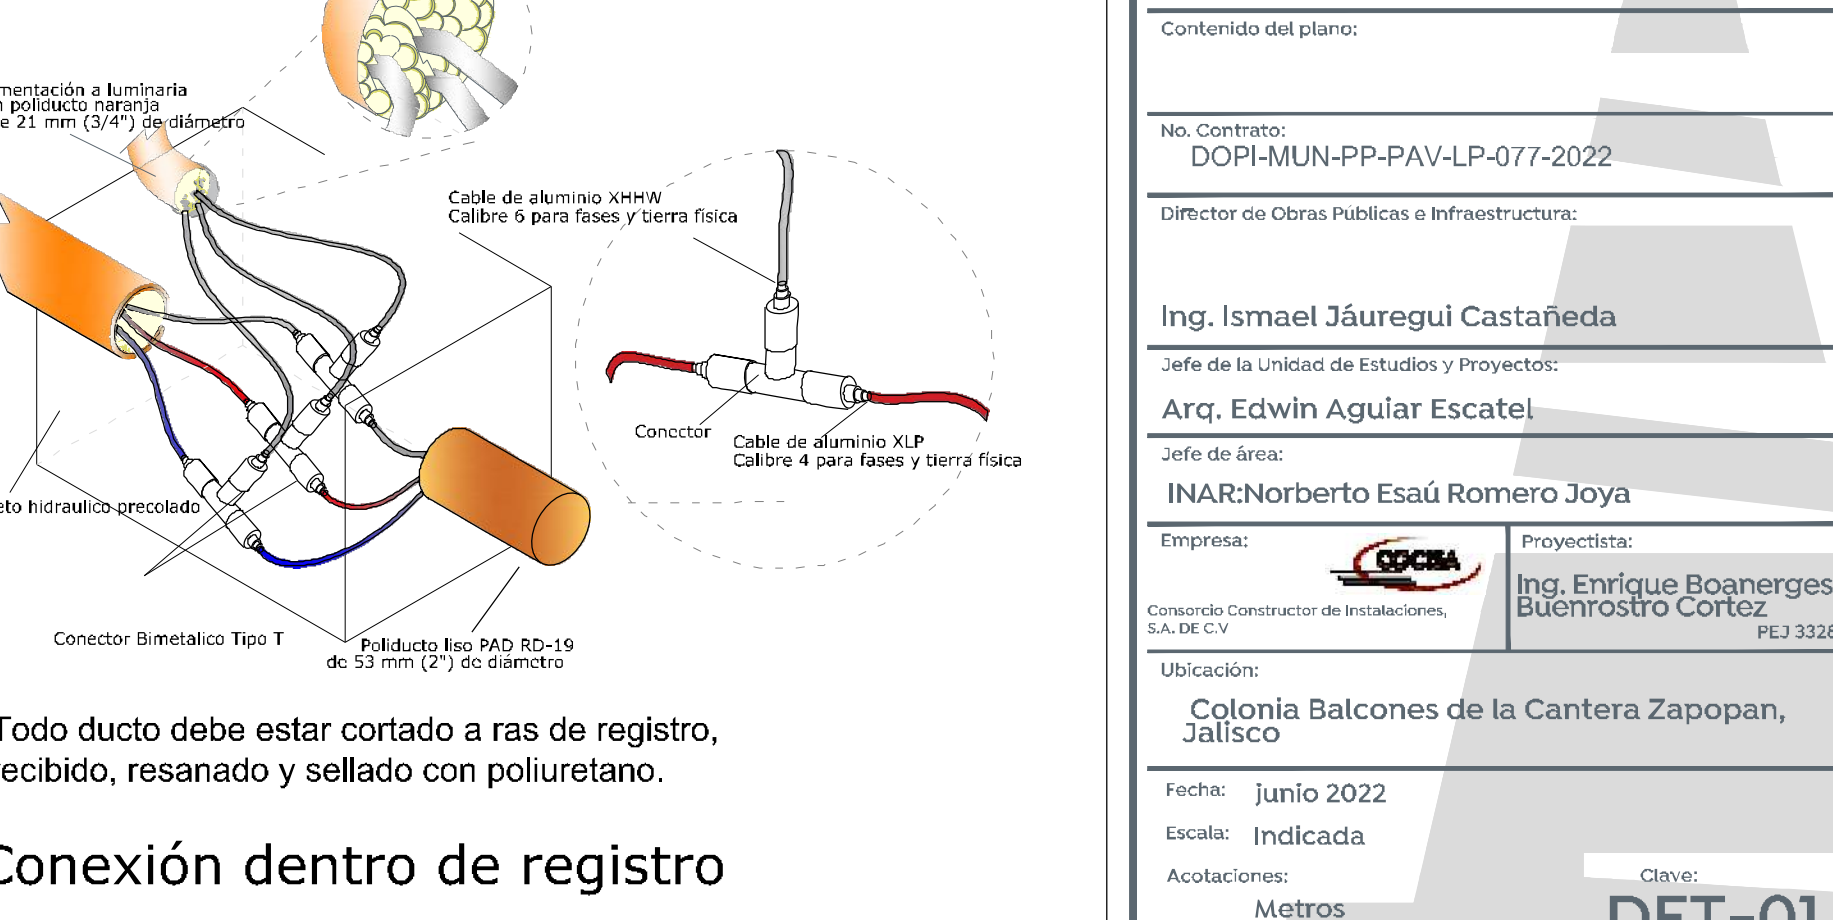 mentación a luminaria
n poliducto naranja
e 21 mm (3/4") de diámetro
Cable de aluminio XHHW
Calibre 6 para fases y tierra física
Conector
Cable de aluminio XLP
Calibre 4 para fases y tierra física
eto hidraulico precolado
Conector Bimetalico Tipo T
Poliducto liso PAD RD-19
de 53 mm (2") de diámetro
Todo ducto debe estar cortado a ras de registro,
recibido, resanado y sellado con poliuretano.
Conexión dentro de registro
Contenido del plano:
No. Contrato:
DOPI-MUN-PP-PAV-LP-077-2022
Director de Obras Públicas e Infraestructura:
Ing. Ismael Jáuregui Castañeda
Jefe de la Unidad de Estudios y Proyectos:
Arq. Edwin Aguiar Escatel
Jefe de área:
INAR:Norberto Esaú Romero Joya
Empresa:
COCISA
Consorcio Constructor de Instalaciones,
S.A. DE C.V
Proyectista:
Ing. Enrique Boanerges
Buenrostro Cortez
PEJ 3328
Ubicación:
Colonia Balcones de la Cantera Zapopan,
Jalisco
Fecha: junio 2022
Escala: Indicada
Acotaciones:
Metros
Clave:
DET-01